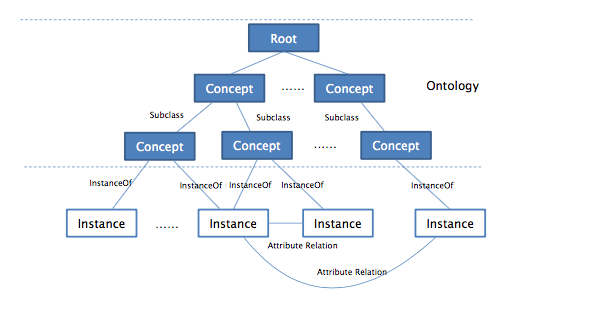 Root
Concept ...... Concept Ontology
Subclass Subclass Subclass
Concept Concept ...... Concept
InstanceOf InstanceOf InstanceOf InstanceOf InstanceOf
Instance ...... Instance Instance Instance
Attribute Relation
Attribute Relation